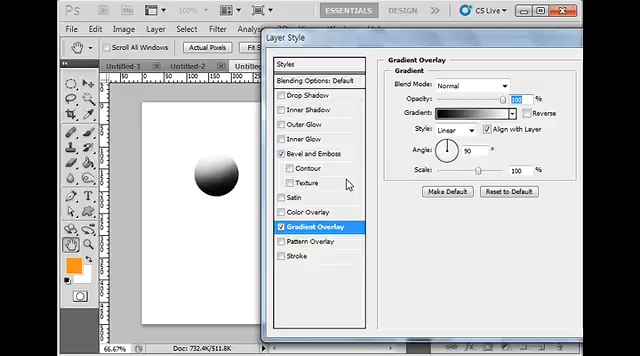 Ps
66.7
ESSENTIALS
DESIGN
>>
CS Live
File Edit Image Layer Select Filter
Scroll All Windows
Actual Pixels
Fit S
Untitled-1 ×
Untitled-2 ×
Untit
Layer Style
Styles
Blending Options: Default
Drop Shadow
Inner Shadow
Outer Glow
Inner Glow
Bevel and Emboss
Contour
Texture
Satin
Color Overlay
Gradient Overlay
Pattern Overlay
Stroke
Gradient Overlay
Gradient
Blend Mode: Normal
Opacity: 100 %
Gradient: Reverse
Style: Linear Align with Layer
Angle: 90 °
Scale: 100 %
Make Default
Reset to Default
66.67%
Doc: 732.4K/511.8K